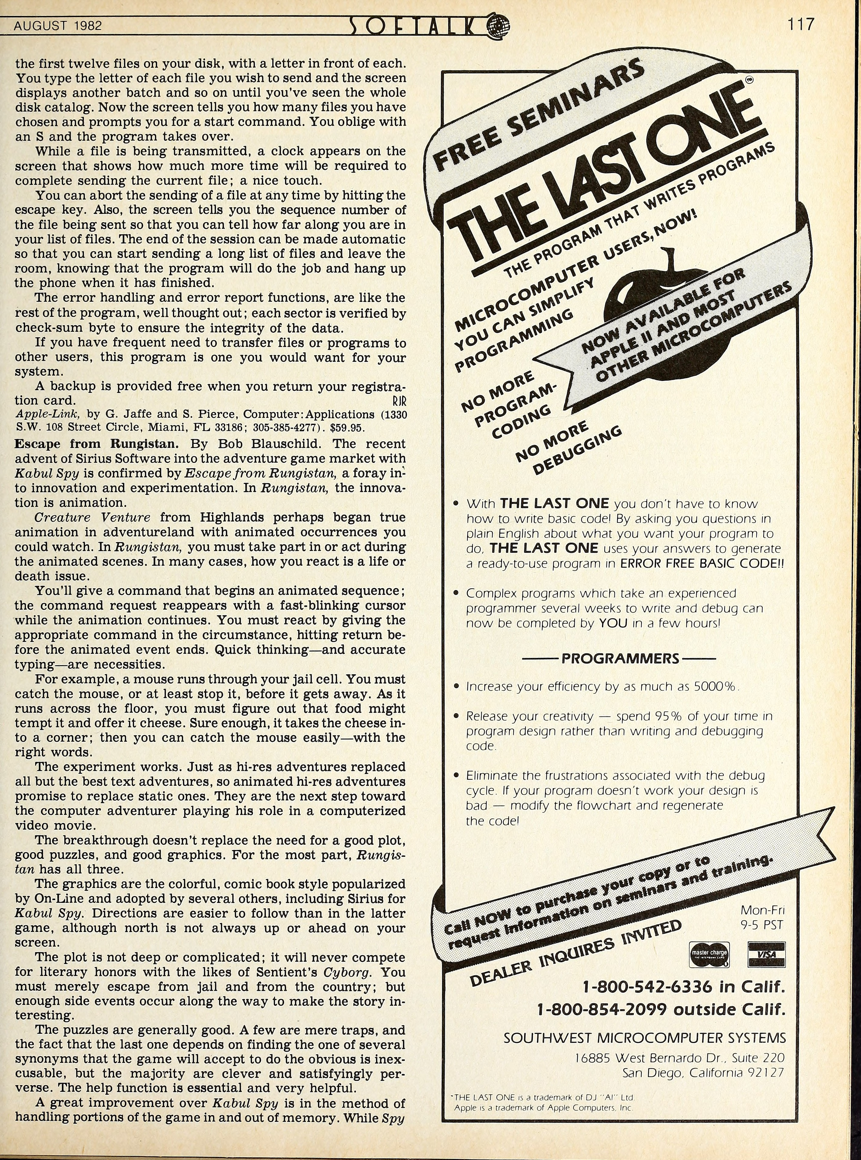 AUGUST 1982
SOFTALK
117
the first twelve files on your disk, with a letter in front of each.
You type the letter of each file you wish to send and the screen
displays another batch and so on until you've seen the whole
disk catalog. Now the screen tells you how many files you have
chosen and prompts you for a start command. You oblige with
an S and the program takes over.
While a file is being transmitted, a clock appears on the
screen that shows how much more time will be required to
complete sending the current file; a nice touch.
You can abort the sending of a file at any time by hitting the
escape key. Also, the screen tells you the sequence number of
the file being sent so that you can tell how far along you are in
your list of files. The end of the session can be made automatic
so that you can start sending a long list of files and leave the
room, knowing that the program will do the job and hang up
the phone when it has finished.
The error handling and error report functions, are like the
rest of the program, well thought out; each sector is verified by
check-sum byte to ensure the integrity of the data.
If you have frequent need to transfer files or programs to
other users, this program is one you would want for your
system.
A backup is provided free when you return your registra-
tion card. RJR
Apple-Link, by G. Jaffe and S. Pierce, Computer:Applications (1330
S.W. 108 Street Circle, Miami, FL 33186; 305-385-4277). $59.95.
Escape from Rungistan. By Bob Blauschild. The recent
advent of Sirius Software into the adventure game market with
Kabul Spy is confirmed by Escape from Rungistan, a foray in-
to innovation and experimentation. In Rungistan, the innova-
tion is animation.
Creature Venture from Highlands perhaps began true
animation in adventureland with animated occurrences you
could watch. In Rungistan, you must take part in or act during
the animated scenes. In many cases, how you react is a life or
death issue.
You'll give a command that begins an animated sequence;
the command request reappears with a fast-blinking cursor
while the animation continues. You must react by giving the
appropriate command in the circumstance, hitting return be-
fore the animated event ends. Quick thinking—and accurate
typing—are necessities.
For example, a mouse runs through your jail cell. You must
catch the mouse, or at least stop it, before it gets away. As it
runs across the floor, you must figure out that food might
tempt it and offer it cheese. Sure enough, it takes the cheese in-
to a corner; then you can catch the mouse easily—with the
right words.
The experiment works. Just as hi-res adventures replaced
all but the best text adventures, so animated hi-res adventures
promise to replace static ones. They are the next step toward
the computer adventurer playing his role in a computerized
video movie.
The breakthrough doesn't replace the need for a good plot,
good puzzles, and good graphics. For the most part, Rungis-
tan has all three.
The graphics are the colorful, comic book style popularized
by On-Line and adopted by several others, including Sirius for
Kabul Spy. Directions are easier to follow than in the latter
game, although north is not always up or ahead on your
screen.
The plot is not deep or complicated; it will never compete
for literary honors with the likes of Sentient's Cyborg. You
must merely escape from jail and from the country; but
enough side events occur along the way to make the story in-
teresting.
The puzzles are generally good. A few are mere traps, and
the fact that the last one depends on finding the one of several
synonyms that the game will accept to do the obvious is inex-
cusable, but the majority are clever and satisfyingly per-
verse. The help function is essential and very helpful.
A great improvement over Kabul Spy is in the method of
handling portions of the game in and out of memory. While Spy
FREE SEMINARS
THE LAST ONE®
THE PROGRAM THAT WRITES PROGRAMS
MICROCOMPUTER USERS, NOW!
YOU CAN SIMPLIFY
PROGRAMMING
NOW AVAILABLE FOR
APPLE II AND MOST
OTHER MICROCOMPUTERS
NO MORE
PROGRAM-
CODING
NO MORE
DEBUGGING
• With THE LAST ONE you don't have to know
how to write basic code! By asking you questions in
plain English about what you want your program to
do, THE LAST ONE uses your answers to generate
a ready-to-use program in ERROR FREE BASIC CODE!!
• Complex programs which take an experienced
programmer several weeks to write and debug can
now be completed by YOU in a few hours!
—PROGRAMMERS—
• Increase your efficiency by as much as 5000%.
• Release your creativity — spend 95% of your time in
program design rather than writing and debugging
code.
• Eliminate the frustrations associated with the debug
cycle. If your program doesn't work your design is
bad — modify the flowchart and regenerate
the code!
Call NOW to purchase your copy or to
request information on seminars and training.
Mon-Fri
9-5 PST
DEALER INQUIRES INVITED
master charge
VISA
1-800-542-6336 in Calif.
1-800-854-2099 outside Calif.
SOUTHWEST MICROCOMPUTER SYSTEMS
16885 West Bernardo Dr., Suite 220
San Diego, California 92127
*THE LAST ONE is a trademark of DJ "AI" Ltd.
Apple is a trademark of Apple Computers, Inc.